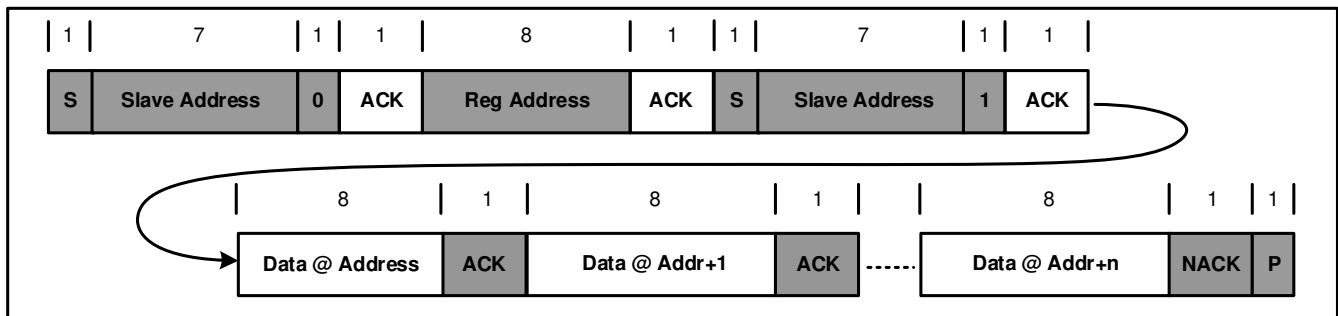 1 7 1 1 8 1 1 7 1 1
S Slave Address 0 ACK Reg Address ACK S Slave Address 1 ACK
8 1 8 1 8 1 1
Data @ Address ACK Data @ Addr+1 ACK Data @ Addr+n NACK P